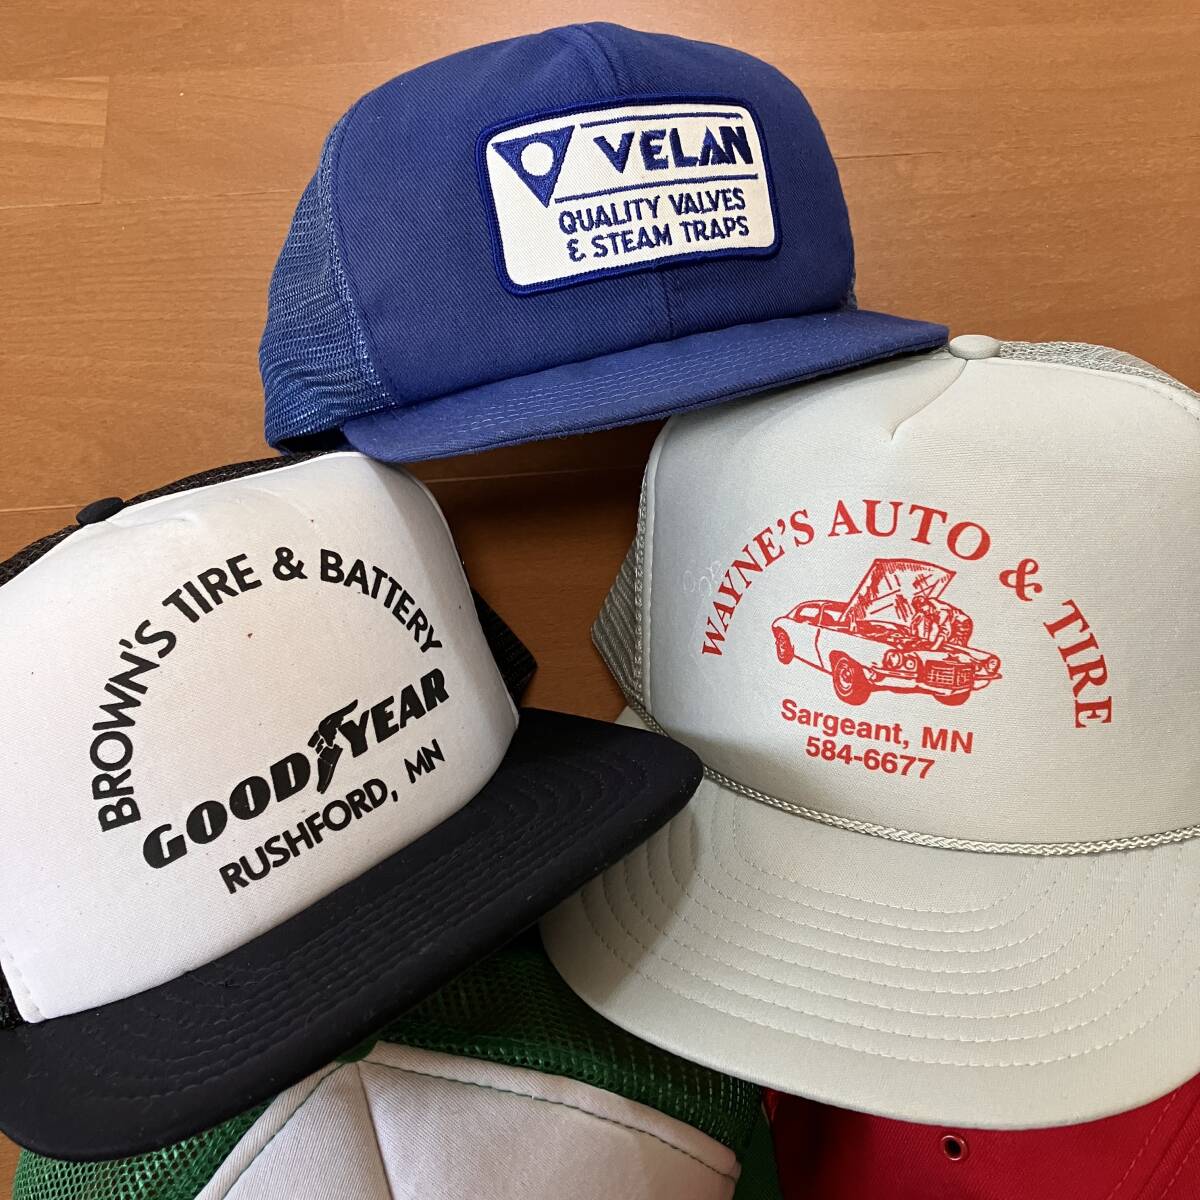 VELAN
QUALITY VALVES
& STEAM TRAPS
BROWN'S TIRE & BATTERY
GOODYEAR
RUSHFORD, MN
WAYNE'S AUTO & TIRE
Sargeant, MN
584-6677